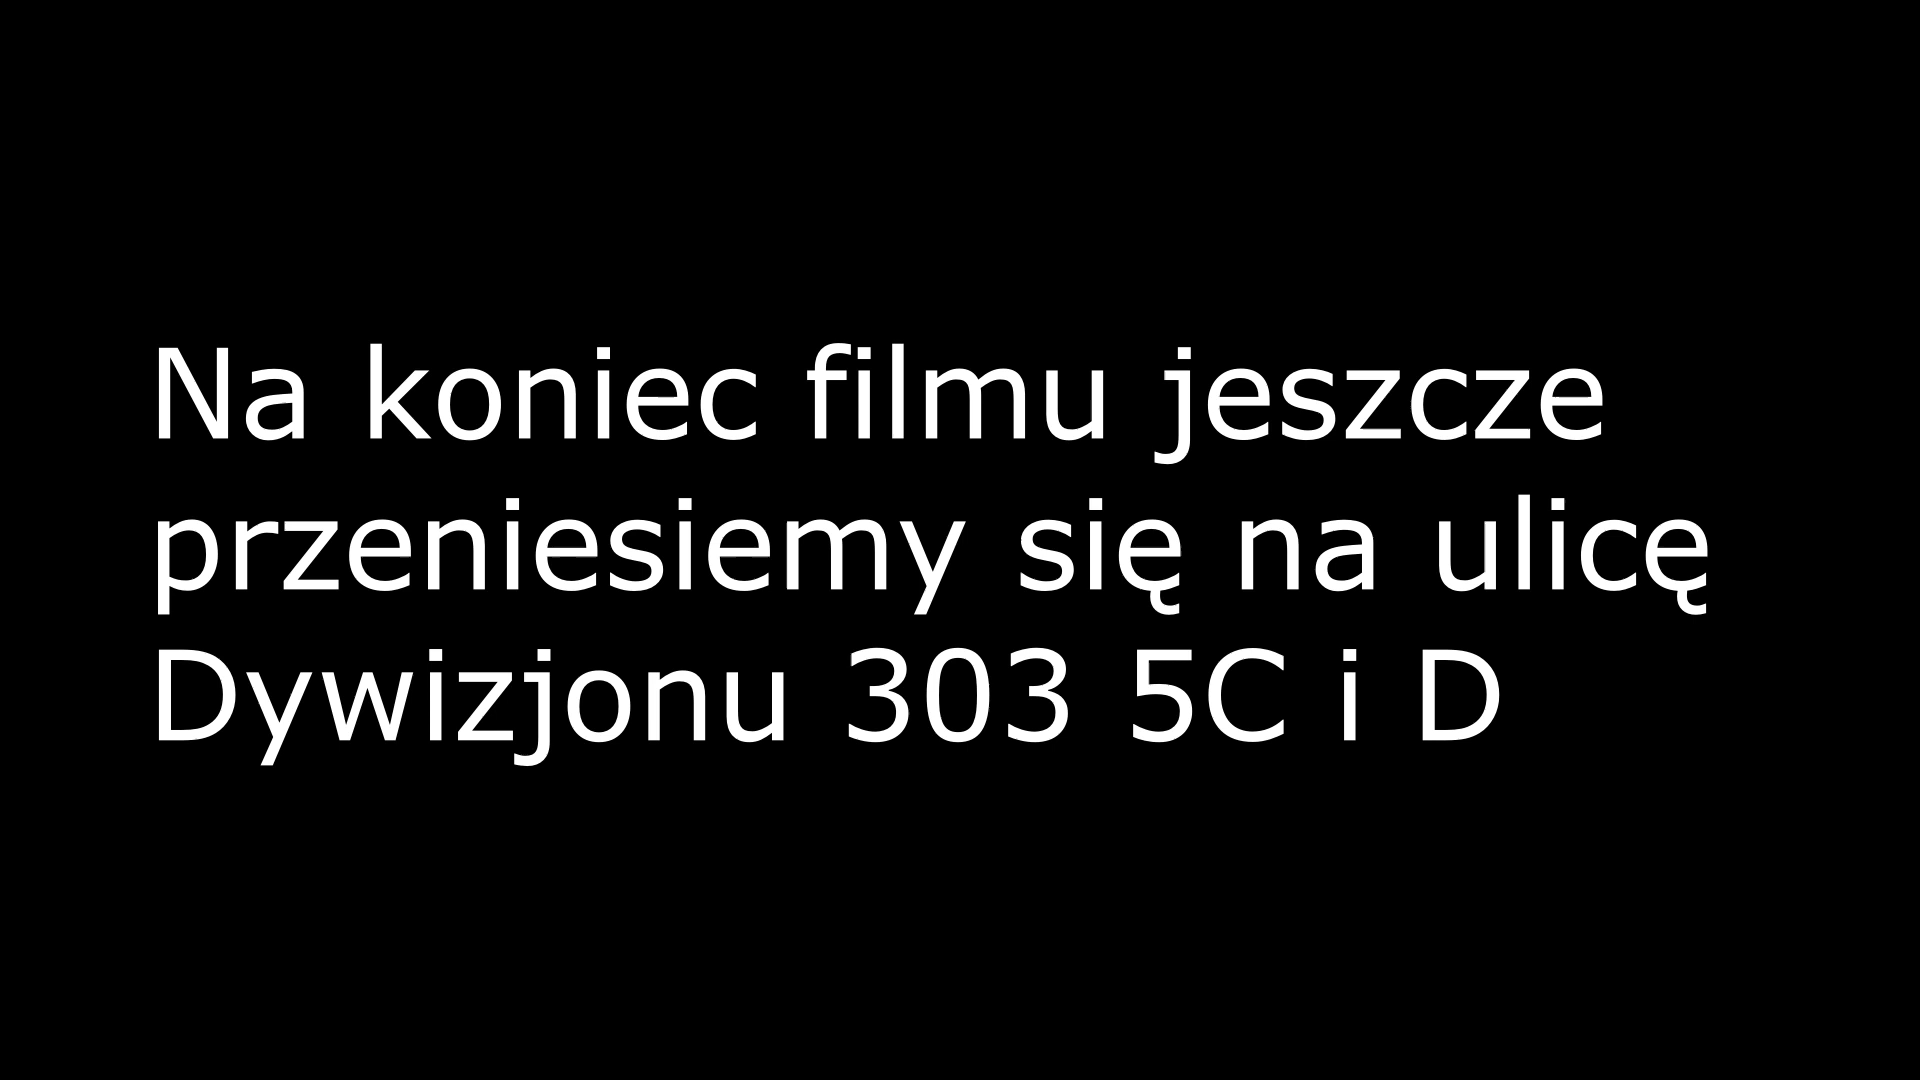 Na koniec filmu jeszcze
przeniesiemy się na ulicę
Dywizjonu 303 5C i D